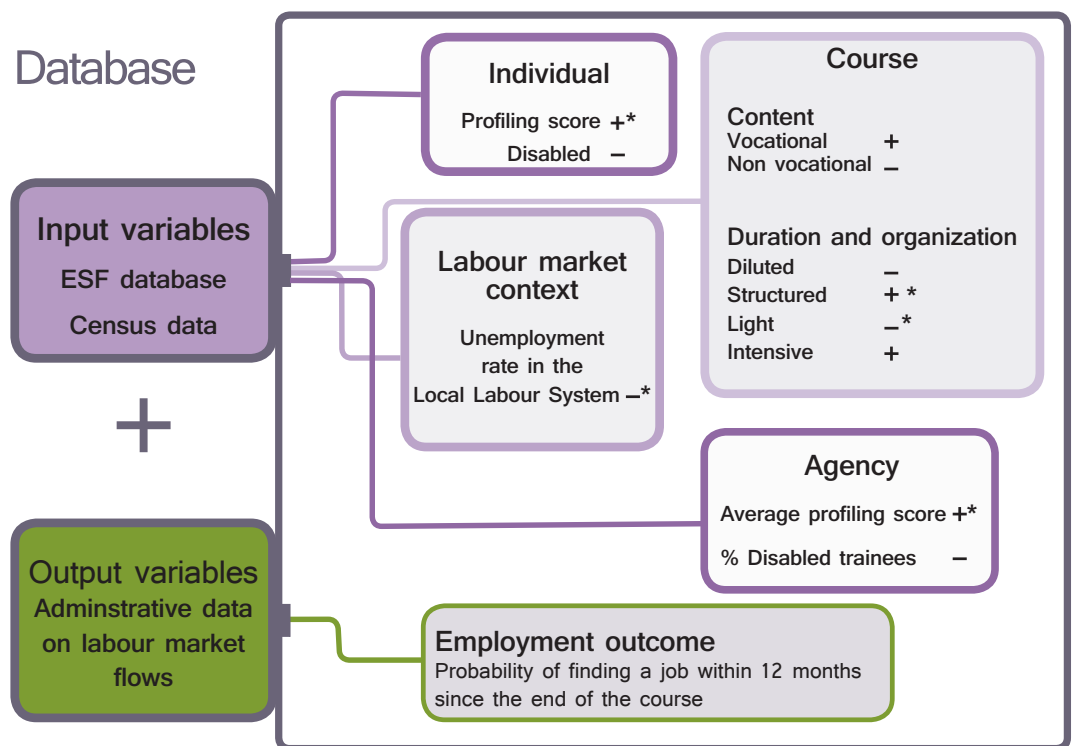 Database
Input variables
ESF database
Census data
+
Output variables
Adminstrative data
on labour market
flows
Individual
Profiling score +*
Disabled –
Labour market
context
Unemployment
rate in the
Local Labour System –*
Course
Content
Vocational +
Non vocational –
Duration and organization
Diluted –
Structured + *
Light –*
Intensive +
Agency
Average profiling score +*
% Disabled trainees –
Employment outcome
Probability of finding a job within 12 months
since the end of the course